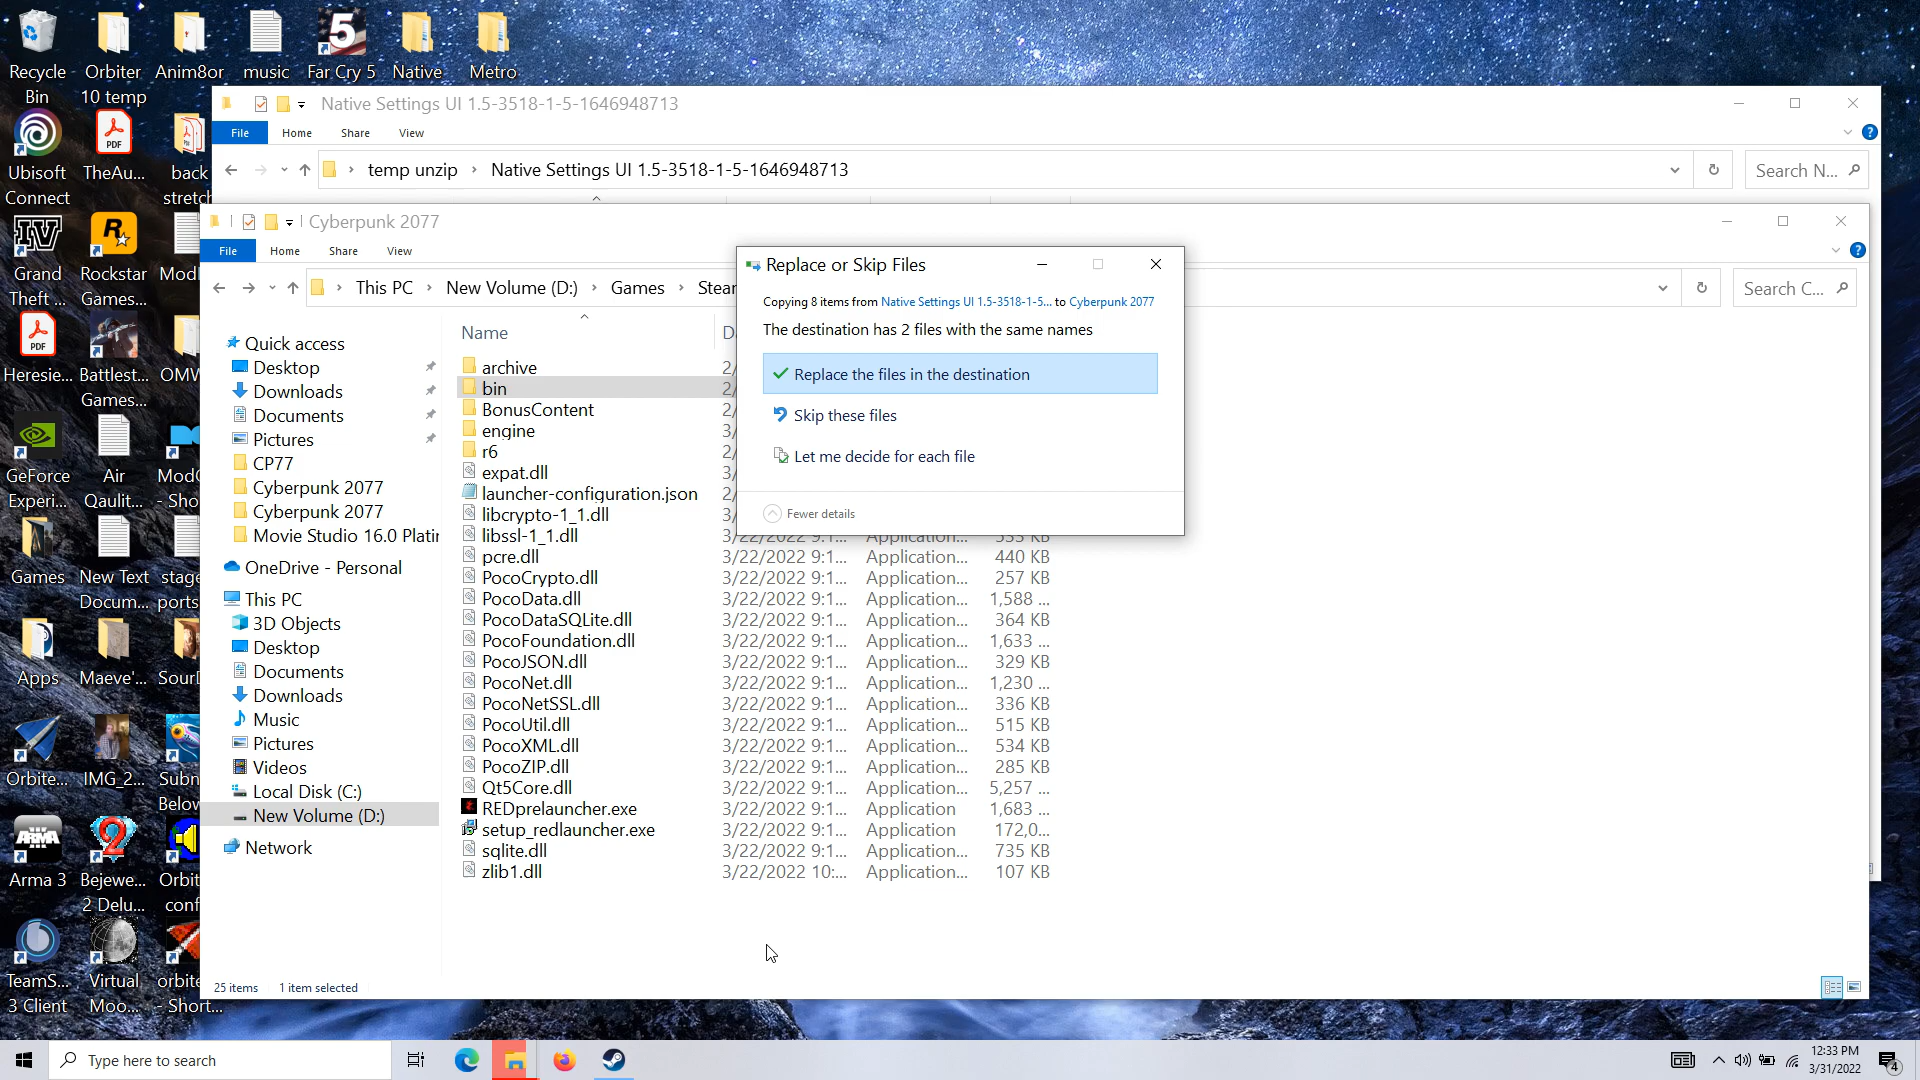 Recycle Bin
Orbiter 10 temp
Anim8or
music
Far Cry 5
Native
Metro
Ubisoft Connect
PDF
TheAu...
back stretch
IV
Grand Theft ...
R
Rockstar Games...
Modl
PDF
Heresie...
Battlest... Games...
OMW
GeForce Experi...
Air Qaulit...
ModC - Sho
Games
New Text Docum...
stage ports
Apps
Maeve'...
SourD
Orbite...
IMG_2...
Subn Below
ARMA
Arma 3
2
Bejewe... 2 Delu...
Orbit conf
TeamS... 3 Client
Virtual Moo...
orbite - Short...
Native Settings UI 1.5-3518-1-5-1646948713
File
Home
Share
View
temp unzip
Native Settings UI 1.5-3518-1-5-1646948713
Search N...
Cyberpunk 2077
File
Home
Share
View
This PC
New Volume (D:)
Games
Stear
Search C...
Quick access
Desktop
Downloads
Documents
Pictures
CP77
Cyberpunk 2077
Cyberpunk 2077
Movie Studio 16.0 Platin
OneDrive - Personal
This PC
3D Objects
Desktop
Documents
Downloads
Music
Pictures
Videos
Local Disk (C:)
New Volume (D:)
Network
Name
archive
bin
BonusContent
engine
r6
expat.dll
launcher-configuration.json
libcrypto-1_1.dll
libssl-1_1.dll 3/22/2022 9:1... Application... 555 KB
pcre.dll 3/22/2022 9:1... Application... 440 KB
PocoCrypto.dll 3/22/2022 9:1... Application... 257 KB
PocoData.dll 3/22/2022 9:1... Application... 1,588 ...
PocoDataSQLite.dll 3/22/2022 9:1... Application... 364 KB
PocoFoundation.dll 3/22/2022 9:1... Application... 1,633 ...
PocoJSON.dll 3/22/2022 9:1... Application... 329 KB
PocoNet.dll 3/22/2022 9:1... Application... 1,230 ...
PocoNetSSL.dll 3/22/2022 9:1... Application... 336 KB
PocoUtil.dll 3/22/2022 9:1... Application... 515 KB
PocoXML.dll 3/22/2022 9:1... Application... 534 KB
PocoZIP.dll 3/22/2022 9:1... Application... 285 KB
Qt5Core.dll 3/22/2022 9:1... Application... 5,257 ...
REDprelauncher.exe 3/22/2022 9:1... Application 1,683 ...
setup_redlauncher.exe 3/22/2022 9:1... Application 172,0...
sqlite.dll 3/22/2022 9:1... Application... 735 KB
zlib1.dll 3/22/2022 10:... Application... 107 KB
25 items 1 item selected
Replace or Skip Files
Copying 8 items from Native Settings UI 1.5-3518-1-5... to Cyberpunk 2077
The destination has 2 files with the same names
Replace the files in the destination
Skip these files
Let me decide for each file
Fewer details
Type here to search
12:33 PM
3/31/2022
4